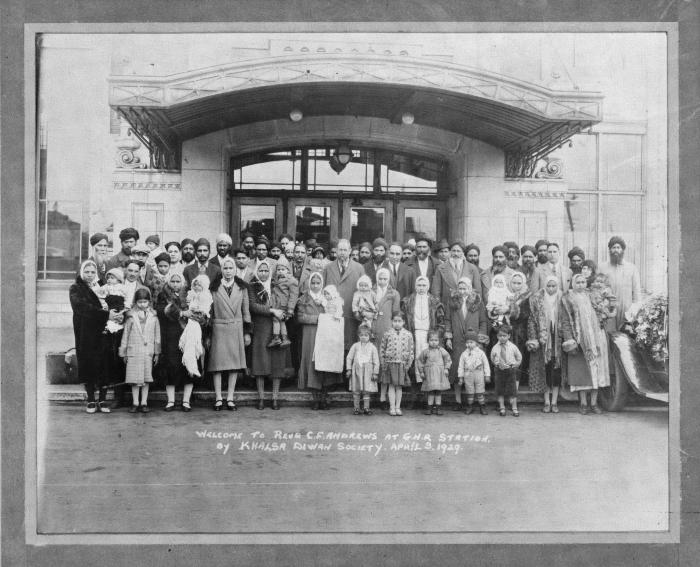 WELCOME TO REVD C.F. ANDREWS AT G.N.R STATION.
BY KHALSA DIWAN SOCIETY. APRIL 3. 1929.